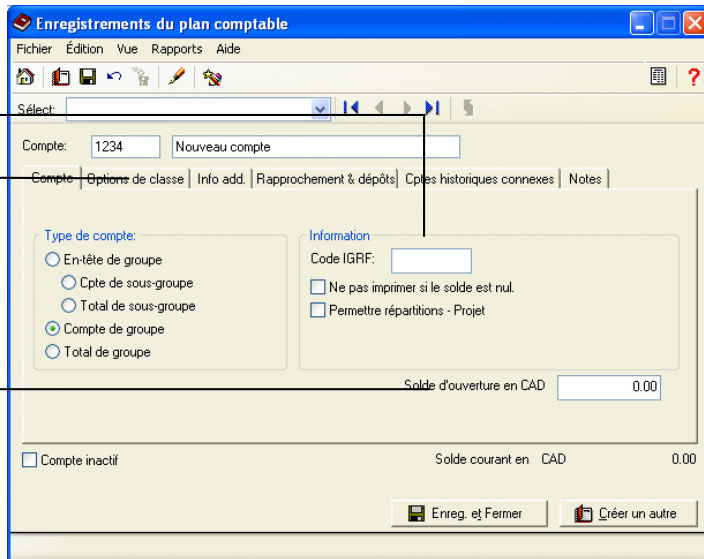 Enregistrements du plan comptable
Fichier Édition Vue Rapports Aide
Sélect:
Compte: 1234 Nouveau compte
Compte Options de classe Info add. Rapprochement & dépôts Cptes historiques connexes Notes
Type de compte:
En-tête de groupe
Cpte de sous-groupe
Total de sous-groupe
Compte de groupe
Total de groupe
Information
Code IGRF:
Ne pas imprimer si le solde est nul.
Permettre répartitions - Projet
Solde d'ouverture en CAD 0.00
Compte inactif
Solde courant en CAD 0.00
Enreg. et Fermer
Créer un autre